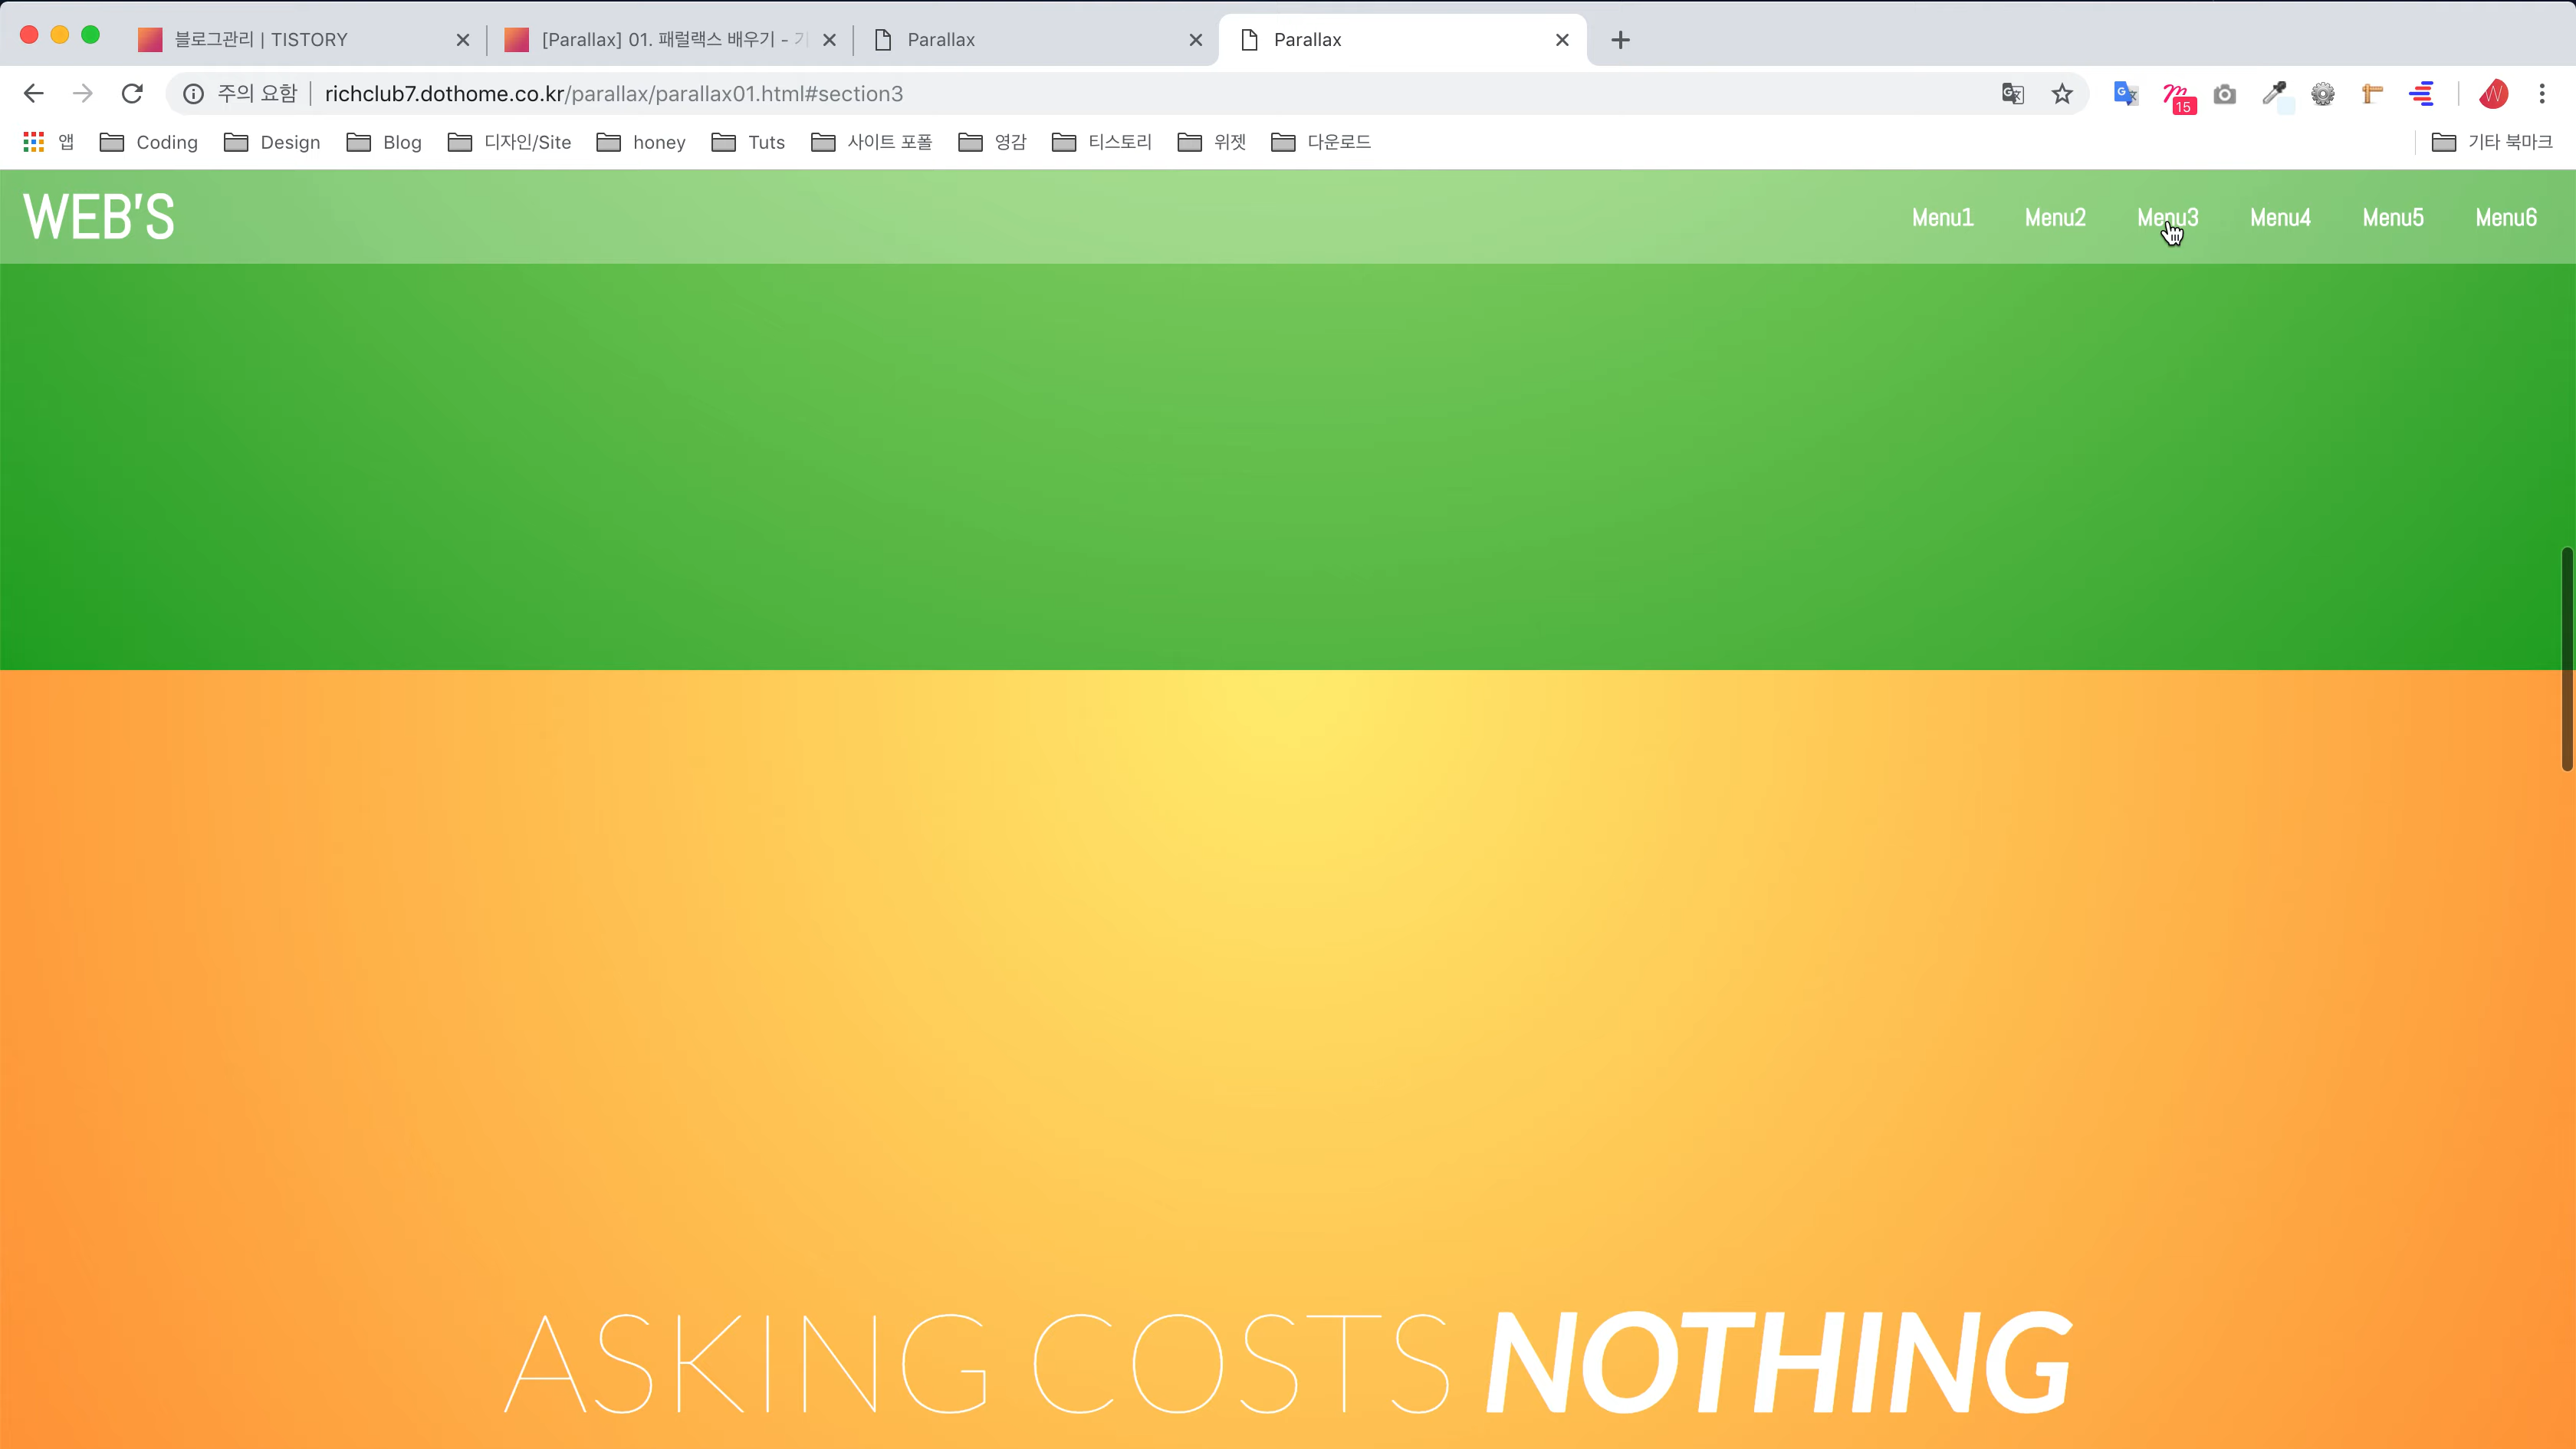 블로그관리 | TISTORY
[Parallax] 01. 패럴랙스 배우기 -
Parallax
Parallax
주의 요함 | richclub7.dothome.co.kr/parallax/parallax01.html#section3
15
앱 Coding Design Blog 디자인/Site honey Tuts 사이트 포폴 영감 티스토리 위젯 다운로드 기타 북마크
WEB'S Menu1 Menu2 Menu3 Menu4 Menu5 Menu6
ASKING COSTS NOTHING